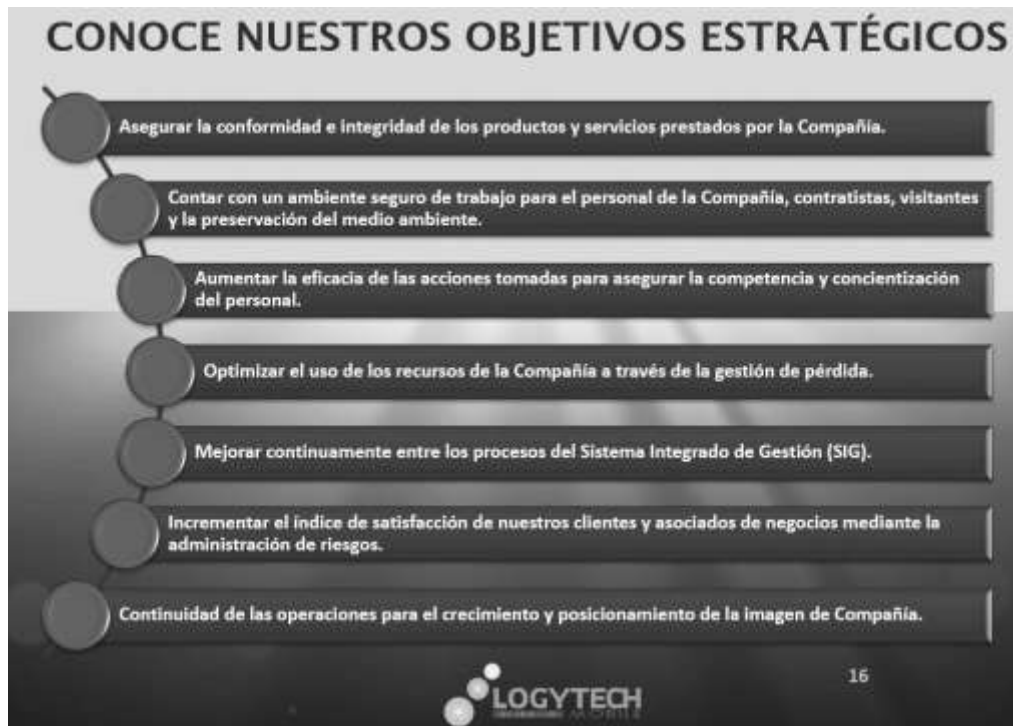 CONOCE NUESTROS OBJETIVOS ESTRATÉGICOS
Asegurar la conformidad e integridad de los productos y servicios prestados por la Compañía.
Contar con un ambiente seguro de trabajo para el personal de la Compañía, contratistas, visitantes
y la preservación del medio ambiente.
Aumentar la eficacia de las acciones tomadas para asegurar la competencia y concientización
del personal.
Optimizar el uso de los recursos de la Compañía a través de la gestión de pérdida.
Mejorar continuamente entre los procesos del Sistema Integrado de Gestión (SIG).
Incrementar el índice de satisfacción de nuestros clientes y asociados de negocios mediante la
administración de riesgos.
Continuidad de las operaciones para el crecimiento y posicionamiento de la imagen de Compañía.
16
LOGYTECH
MOBILE